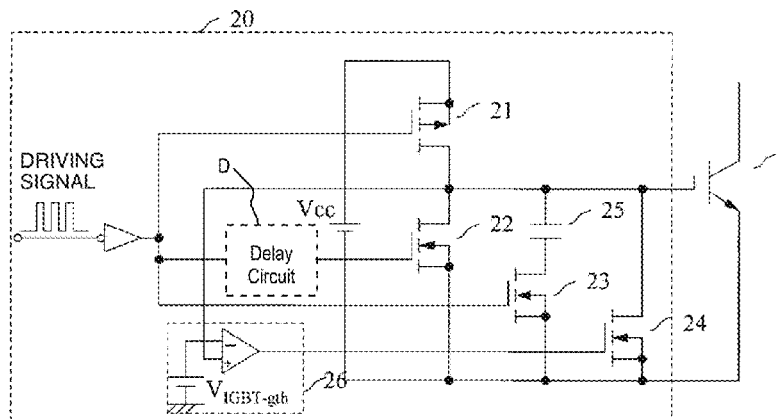 20
21
DRIVING
SIGNAL
D
Vcc
25
22
Delay
Circuit
23
24
26
V_IGBT-gth